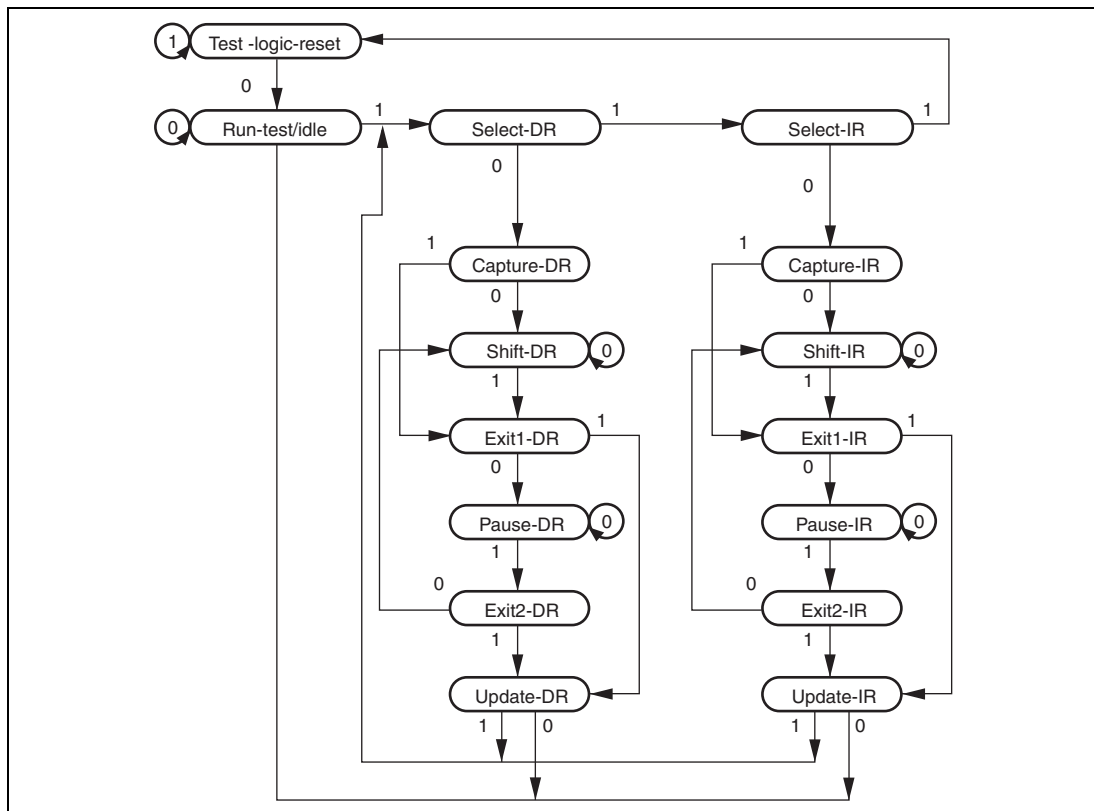 1 Test -logic-reset
0
0 Run-test/idle 1 Select-DR 1 Select-IR 1
0 0
1 1
Capture-DR Capture-IR
0 0
Shift-DR 0 Shift-IR 0
1 1
Exit1-DR 1 Exit1-IR 1
0 0
Pause-DR 0 Pause-IR 0
1 1
0 0
Exit2-DR Exit2-IR
1 1
Update-DR Update-IR
1 0 1 0